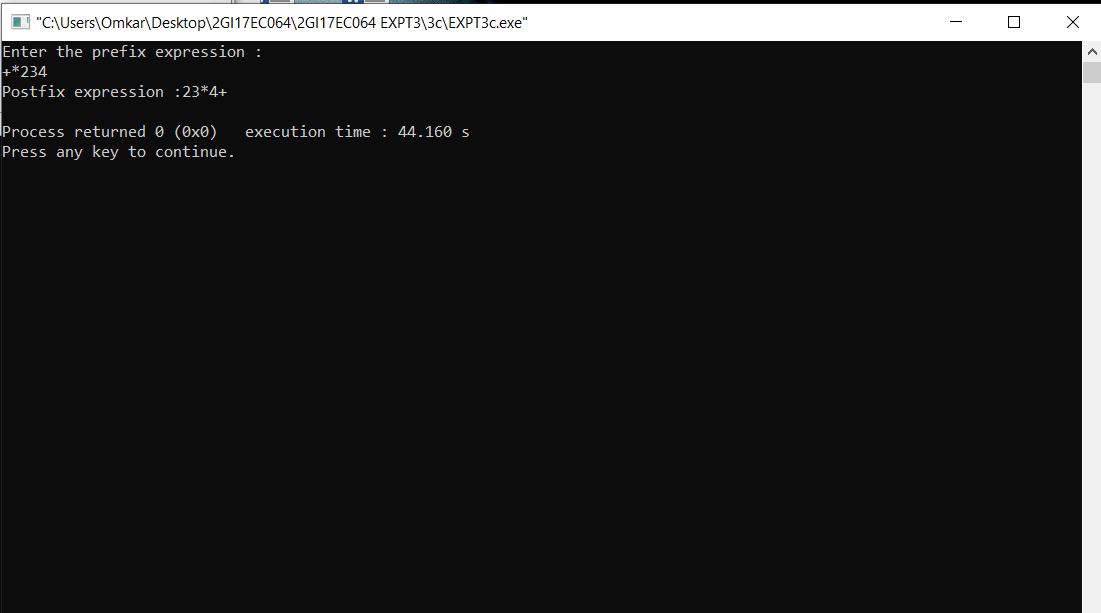 "C:\Users\Omkar\Desktop\2GI17EC064\2GI17EC064 EXPT3\3c\EXPT3c.exe"
Enter the prefix expression :
+*234
Postfix expression :23*4+
Process returned 0 (0x0)   execution time : 44.160 s
Press any key to continue.